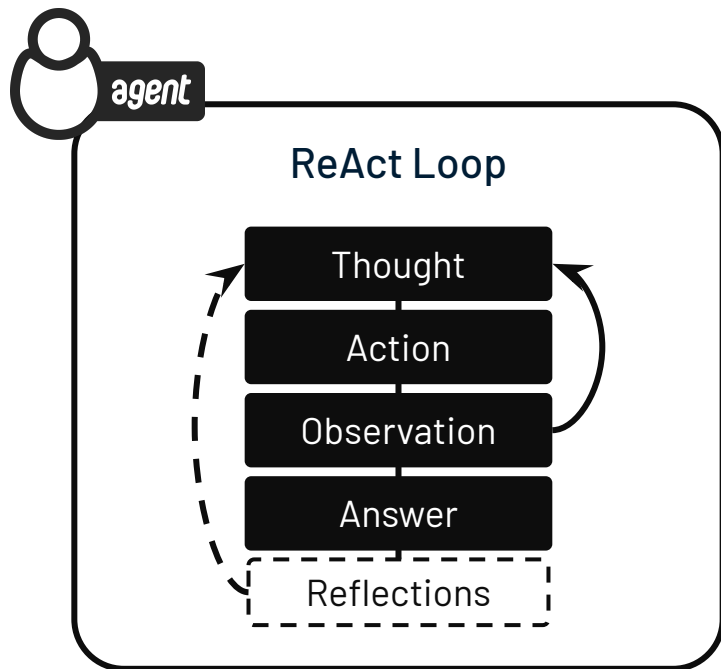 agent
ReAct Loop
Thought
Action
Observation
Answer
Reflections